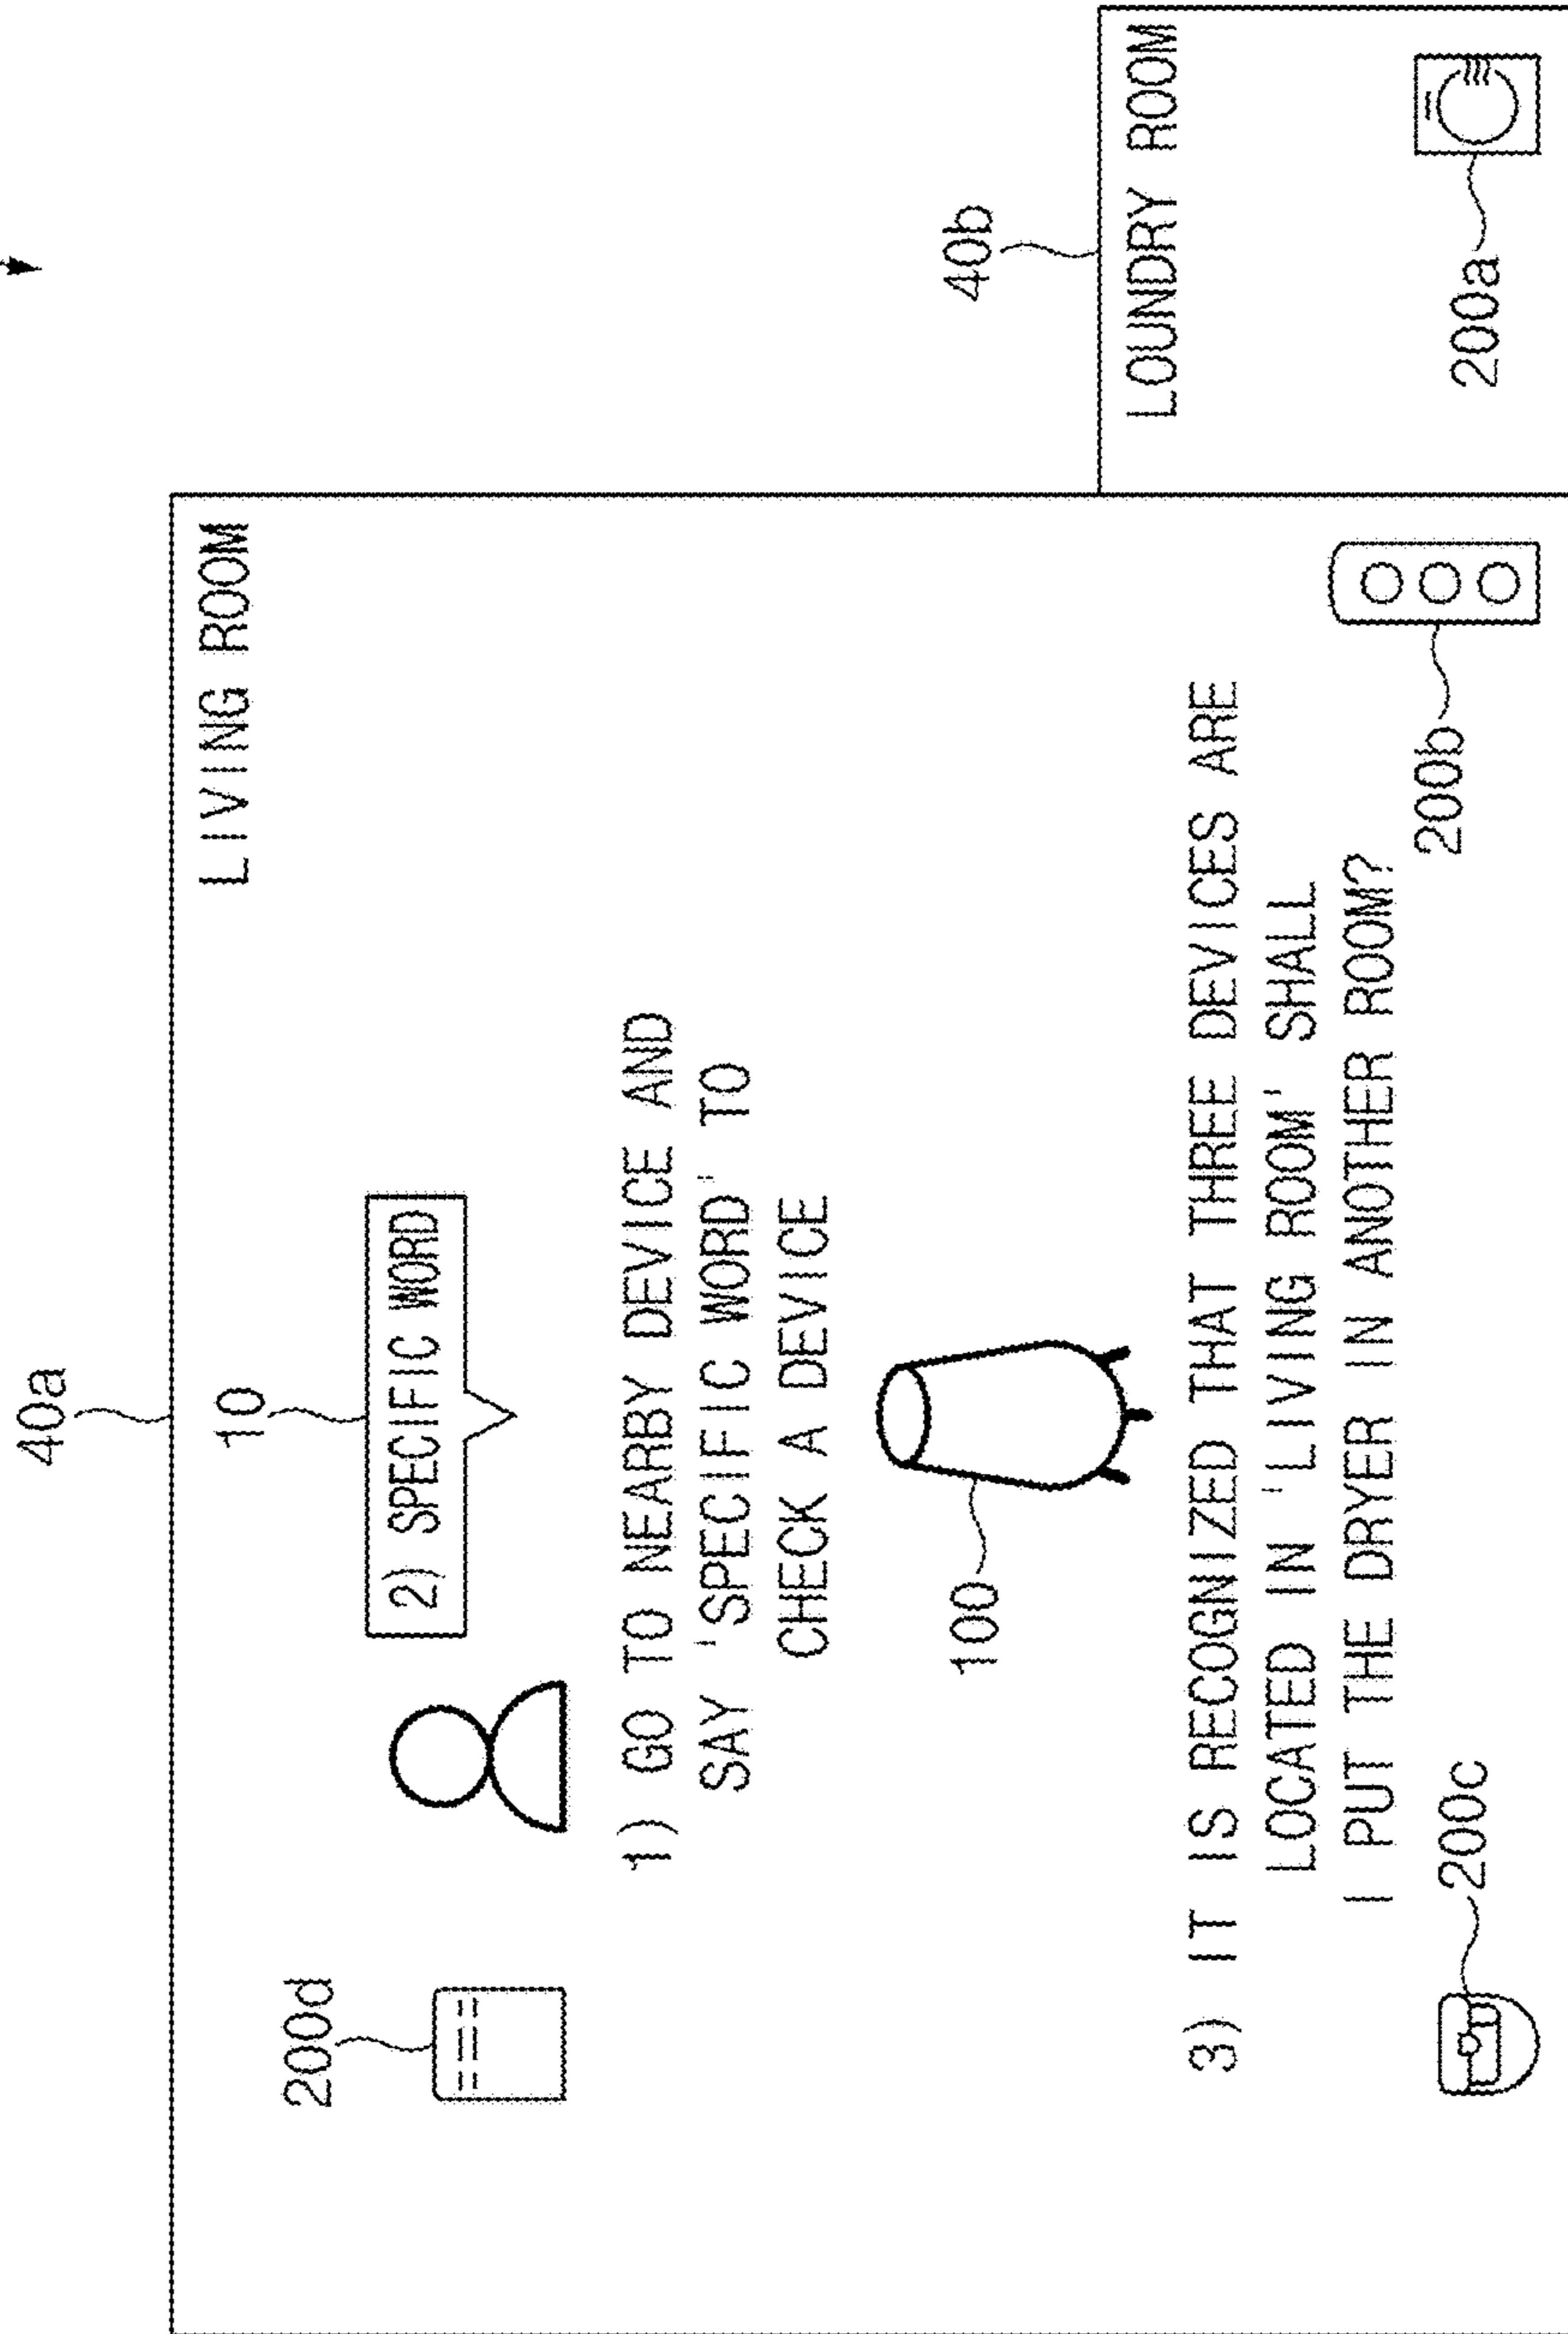 40a
LIVING ROOM
10
2) SPECIFIC WORD
200d
1) GO TO NEARBY DEVICE AND
SAY 'SPECIFIC WORD' TO
CHECK A DEVICE
40b
LOUNDRY ROOM
100
3) IT IS RECOGNIZED THAT THREE DEVICES ARE
LOCATED IN 'LIVING ROOM' SHALL
I PUT THE DRYER IN ANOTHER ROOM?
200c
200b
200a